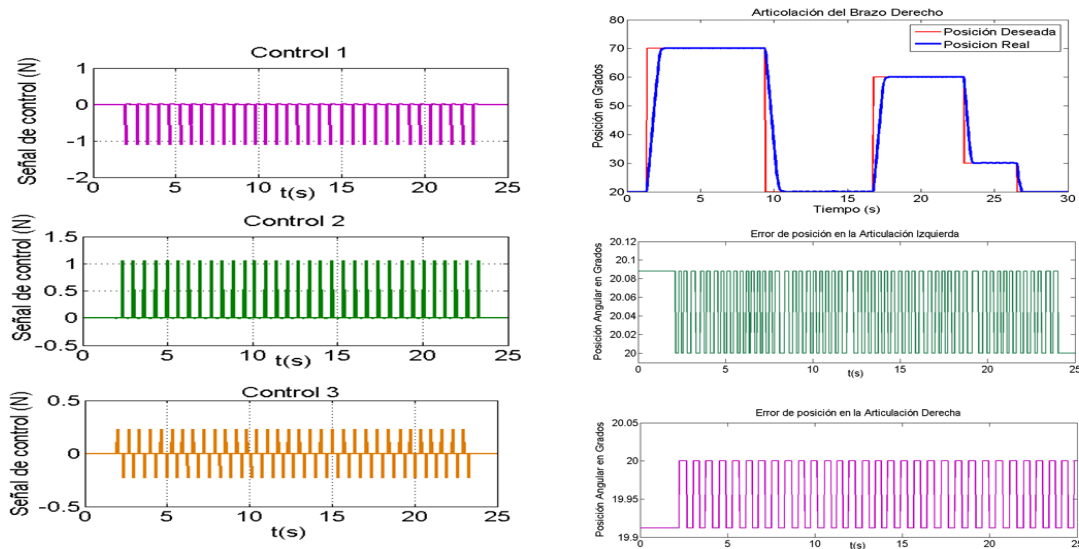 Control 1
Señal de control (N)
1
0
-1
-2
0 5 10 15 20 25
t(s)
Control 2
Señal de control (N)
1.5
1
0.5
0
-0.5
0 5 10 15 20 25
t(s)
Control 3
Señal de control (N)
0.5
0
-0.5
0 5 10 15 20 25
t(s)
Articolación del Brazo Derecho
Posición en Grados
80
70
60
50
40
30
20
Posición Deseada
Posicion Real
0 5 10 15 20 25 30
Tiempo (s)
Error de posición en la Articulación Izquierda
Posición Angular en Grados
20.12
20.1
20.08
20.06
20.04
20.02
20
0 5 10 15 20 25
t(s)
Error de posición en la Articulación Derecha
Posición Angular en Grados
20.05
20
19.95
19.9
0 5 10 15 20 25
t(s)